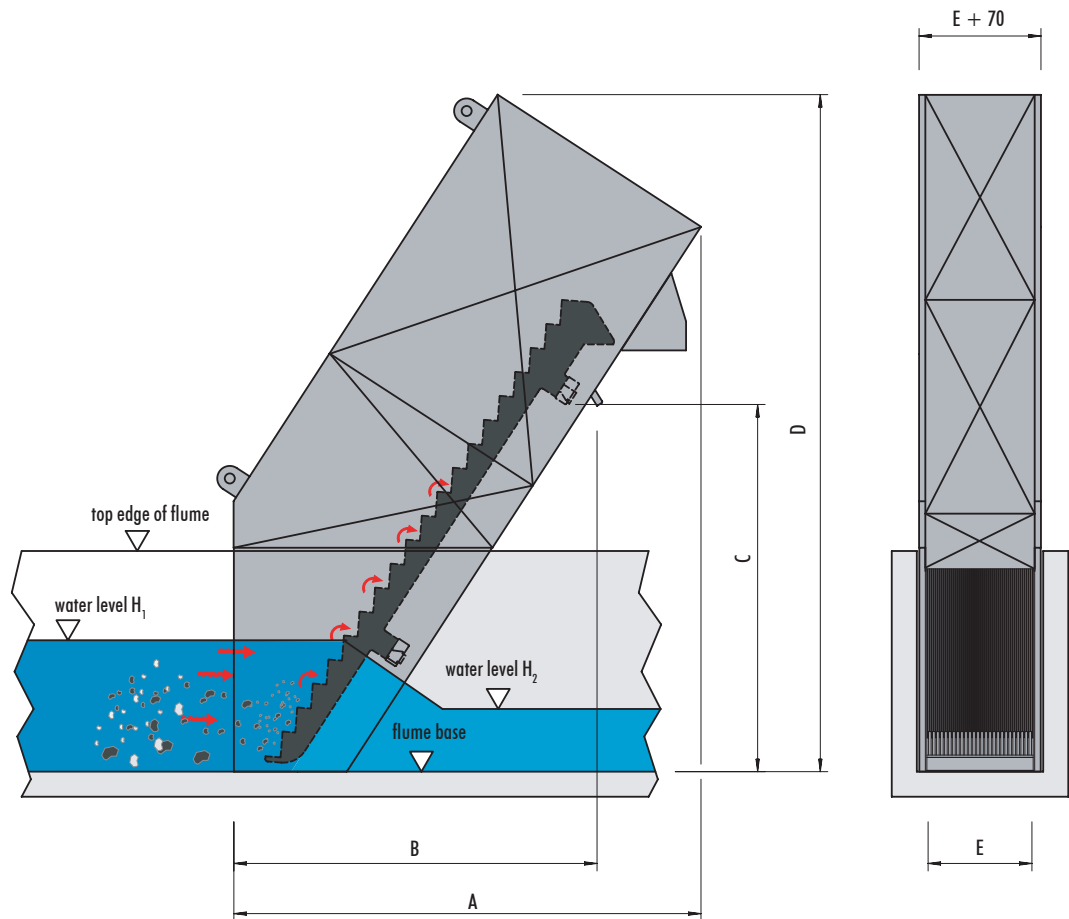 E + 70
top edge of flume
water level H₁
water level H₂
flume base
D
C
B
A
E